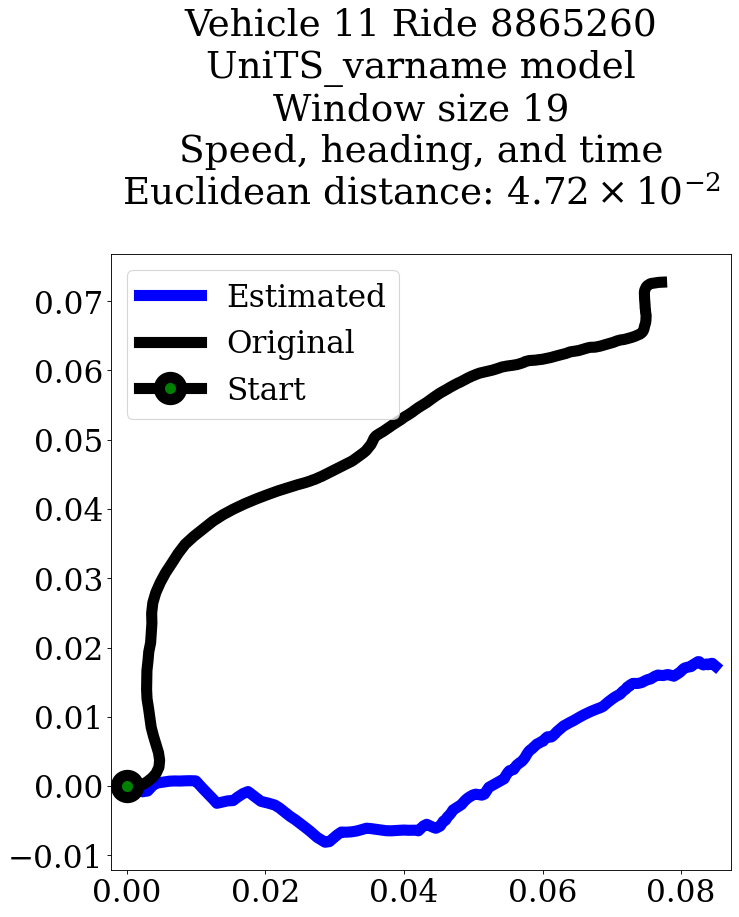 Vehicle 11 Ride 8865260
UniTS_varname model
Window size 19
Speed, heading, and time
Euclidean distance: 4.72 × 10⁻²
Estimated
Original
Start
0.07
0.06
0.05
0.04
0.03
0.02
0.01
0.00
−0.01
0.00 0.02 0.04 0.06 0.08